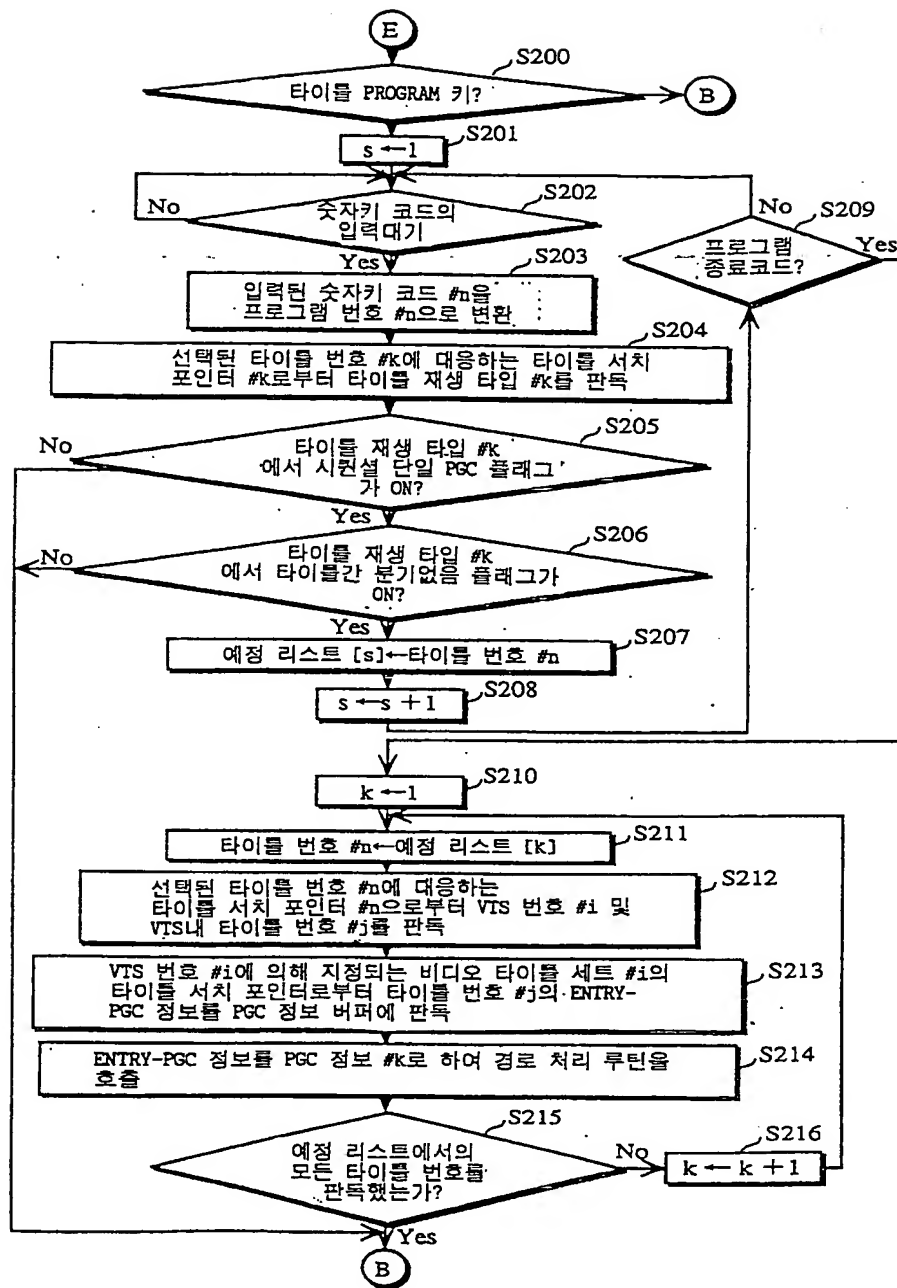 E
S200
타이틀 PROGRAM 키?
B
S201
s ← 1
S202
No
숫자키 코드의
입력대기
Yes
No
S209
Yes
프로그램
종료코드?
S203
입력된 숫자키 코드 #n을
프로그램 번호 #n으로 변환
S204
선택된 타이틀 번호 #k에 대응하는 타이틀 서치
포인터 #k로부터 타이틀 재생 타입 #k를 판독
S205
No
타이틀 재생 타입 #k
에서 시퀀셜 단일 PGC 플래그
가 ON?
Yes
S206
No
타이틀 재생 타입 #k
에서 타이틀간 분기없음 플래그가
ON?
Yes
S207
예정 리스트 [s]←타이틀 번호 #n
S208
s ← s + 1
S210
k ← 1
S211
타이틀 번호 #n←예정 리스트 [k]
S212
선택된 타이틀 번호 #n에 대응하는
타이틀 서치 포인터 #n으로부터 VTS 번호 #i 및
VTS내 타이틀 번호 #j를 판독
S213
VTS 번호 #i에 의해 지정되는 비디오 타이틀 세트 #i의
타이틀 서치 포인터로부터 타이틀 번호 #j의 ENTRY-
PGC 정보를 PGC 정보 버퍼에 판독
S214
ENTRY-PGC 정보를 PGC 정보 #k로 하여 경로 처리 루틴을
호출
S215
예정 리스트에서의
모든 타이틀 번호를
판독했는가?
No
S216
k ← k + 1
Yes
B